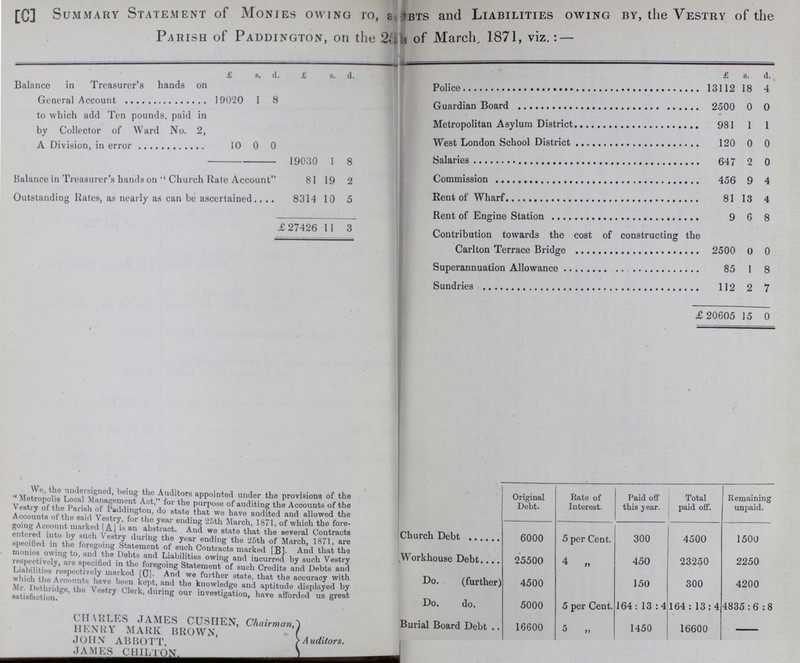 [C] SUMMARY STATEMENT OF MONIES OWING TO, BTS and LIABILITIES OWING BY, the VESTRY of the
PARISH OF PADDINGTON, on the of March, 1871, viz. :—
£ s. d. £ s. d.
Balance in Treasurer's hands on
General Account ............... 19020 1 8
to which add Ten pounds, paid in
by Collector of Ward No. 2,
A Division, in error ............ 10 0 0
19030 1 8
Balance in Treasurer's hands on "Church Rate Account" 81 19 2
Outstanding Rates, as nearly as can be ascertained.... 8314 10 5
£27426 11 3
£ s. d.
Police ........................................ 13112 18 4
Guardian Board ................................ 2500 0 0
Metropolitan Asylum District...................... 981 1 1
West London School District ...................... 120 0 0
Salaries ........................................ 647 2 0
Commission .................................... 456 9 4
Rent of Wharf.................................. 81 13 4
Rent of Engine Station .......................... 9 6 8
Contribution towards the cost of constructing the
Carlton Terrace Bridge ...................... 2500 0 0
Superannuation Allowance ........................ 85 1 8
Sundries ...................................... 112 2 7
£20605 15 0
We, the undersigned, being the Auditors appointed under the provisions of the
"Metropolis Local Management Act," for the purpose of auditing the Accounts of the
Vestry of the Parish of Paddington, do state that we have audited and allowed the
Accounts of the said Vestry, for the year ending 25th March, 1871, of which the fore-
going Account marked [A] is an abstract. And we state that the several Contracts
entered into by such Vestry during the year ending the 25th of March, 1871, are
specified in the foregoing Statement of such Contracts marked [B]. And that the
monies owing to, and the Debts and Liabilities owing and incurred by such Vestry
respectively, are specified in the foregoing Statement of such Credits and Debts and
Liabilities respectively marked [C]. And we further state, that the accuracy with
which the Accounts have been kept, and the knowledge and aptitude displayed by
Mr. Dethridge, the Vestry Clerk, during our investigation, have afforded us great
satisfaction.
CHARLES JAMES CUSHEN, Chairman,
HENRY MARK BROWN,
JOHN ABBOTT,
JAMES CHILTON,
Auditors.
Original Debt. Rate of Interest. Paid off this year. Total paid off. Remaining unpaid.
Church Debt ...... 6000 5 per Cent. 300 4500 1500
Workhouse Debt.... 25500 4 „ 450 23250 2250
Do. (further) 4500 150 300 4200
Do. do. 5000 5 per Cent. 164 : 13 : 4 164 : 13 : 4 4835 : 6 : 8
Burial Board Debt .. 16600 5 „ 1450 16600 —